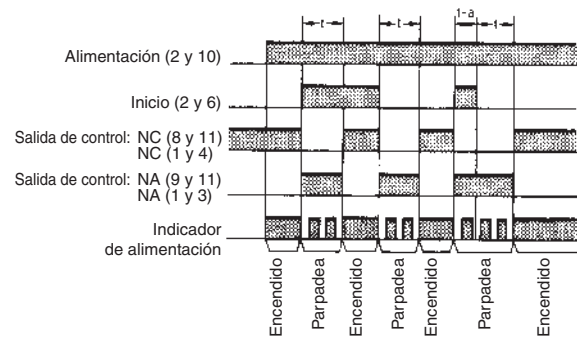 t t t-a t
Alimentación (2 y 10)
Inicio (2 y 6)
Salida de control: NC (8 y 11)
NC (1 y 4)
Salida de control: NA (9 y 11)
NA (1 y 3)
Indicador
de alimentación
Encendido
Parpadea
Encendido
Parpadea
Encendido
Parpadea
Encendido